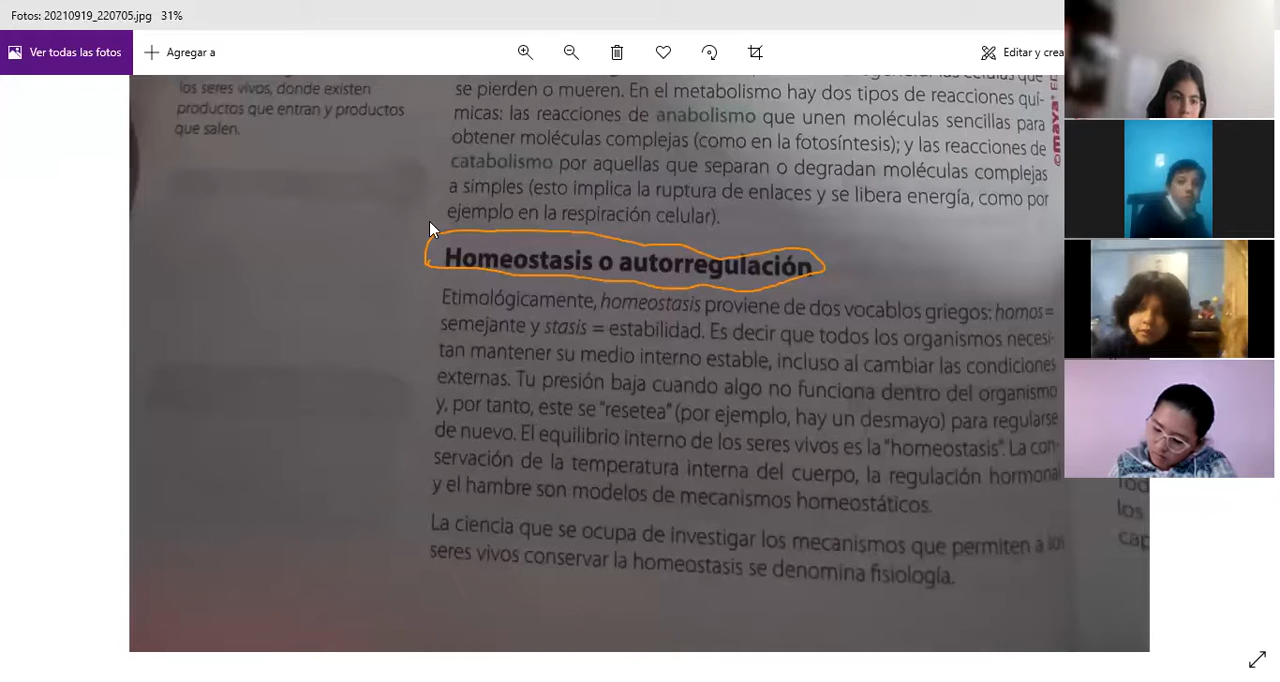 Fotos: 20210919_220705.jpg 31%
Ver todas las fotos
Agregar a
Editar y crea
los seres vivos, donde existen
productos que entran y productos
que salen.
se pierden o mueren. En el metabolismo hay dos tipos de reacciones quí-
micas: las reacciones de anabolismo que unen moléculas sencillas para
obtener moléculas complejas (como en la fotosíntesis); y las reacciones de
catabolismo por aquellas que separan o degradan moléculas complejas
a simples (esto implica la ruptura de enlaces y se libera energía, como por
ejemplo en la respiración celular).
©maya
Homeostasis o autorregulación
Etimológicamente, homeostasis proviene de dos vocablos griegos: homos =
semejante y stasis = estabilidad. Es decir que todos los organismos necesi-
tan mantener su medio interno estable, incluso al cambiar las condiciones
externas. Tu presión baja cuando algo no funciona dentro del organismo
y, por tanto, este se "resetea" (por ejemplo, hay un desmayo) para regularse
de nuevo. El equilibrio interno de los seres vivos es la "homeostasis". La con-
servación de la temperatura interna del cuerpo, la regulación hormonal
y el hambre son modelos de mecanismos homeostáticos.
La ciencia que se ocupa de investigar los mecanismos que permiten a los
seres vivos conservar la homeostasis se denomina fisiología.
los
cap